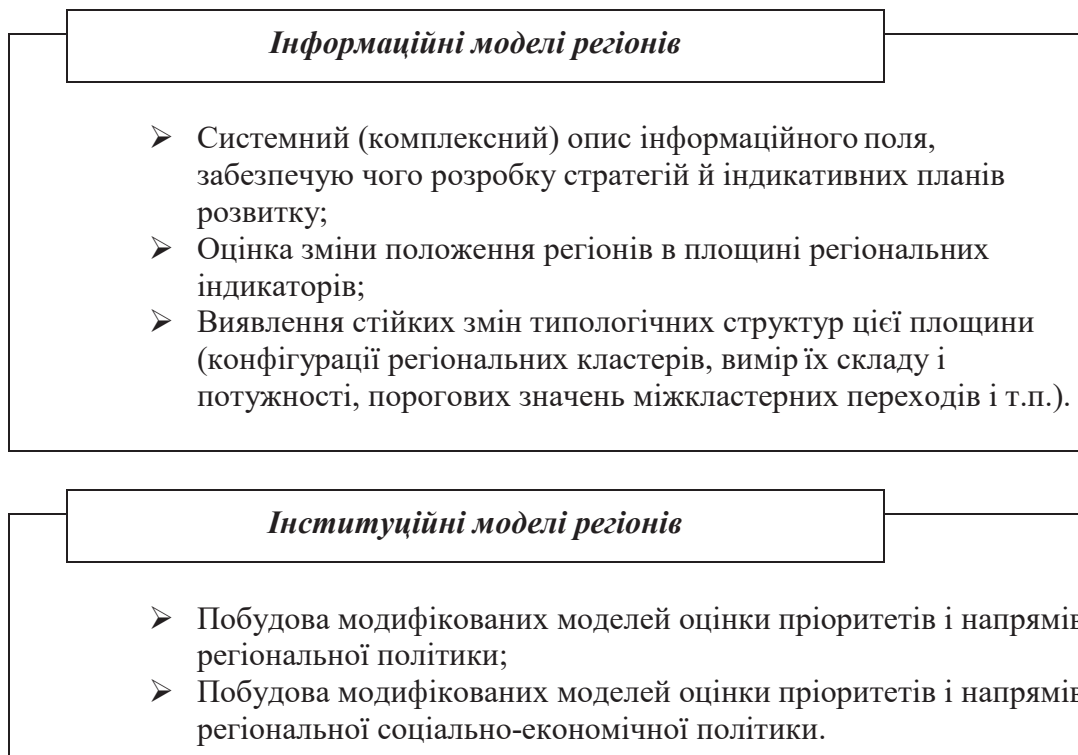 Інформаційні моделі регіонів
➢ Системний (комплексний) опис інформаційного поля,
забезпечую чого розробку стратегій й індикативних планів
розвитку;
➢ Оцінка зміни положення регіонів в площині регіональних
індикаторів;
➢ Виявлення стійких змін типологічних структур цієї площини
(конфігурації регіональних кластерів, вимір їх складу і
потужності, порогових значень міжкластерних переходів і т.п.).
Інституційні моделі регіонів
➢ Побудова модифікованих моделей оцінки пріоритетів і напрямів
регіональної політики;
➢ Побудова модифікованих моделей оцінки пріоритетів і напрямів
регіональної соціально-економічної політики.